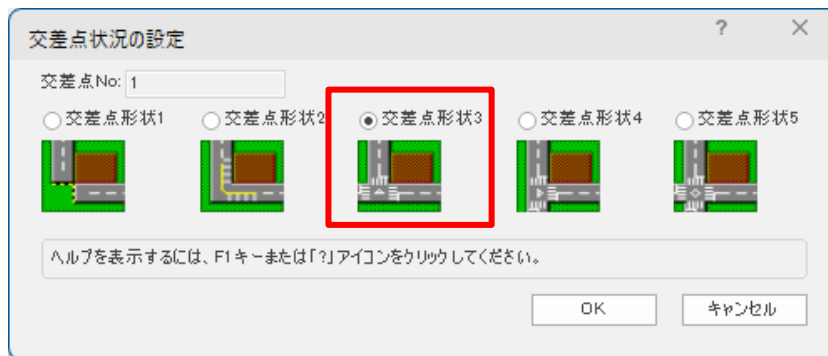 交差点状況の設定
?
交差点No: 1
交差点形状1 交差点形状2 交差点形状3 交差点形状4 交差点形状5
ヘルプを表示するには、F1キーまたは「?」アイコンをクリックしてください。
OK キャンセル